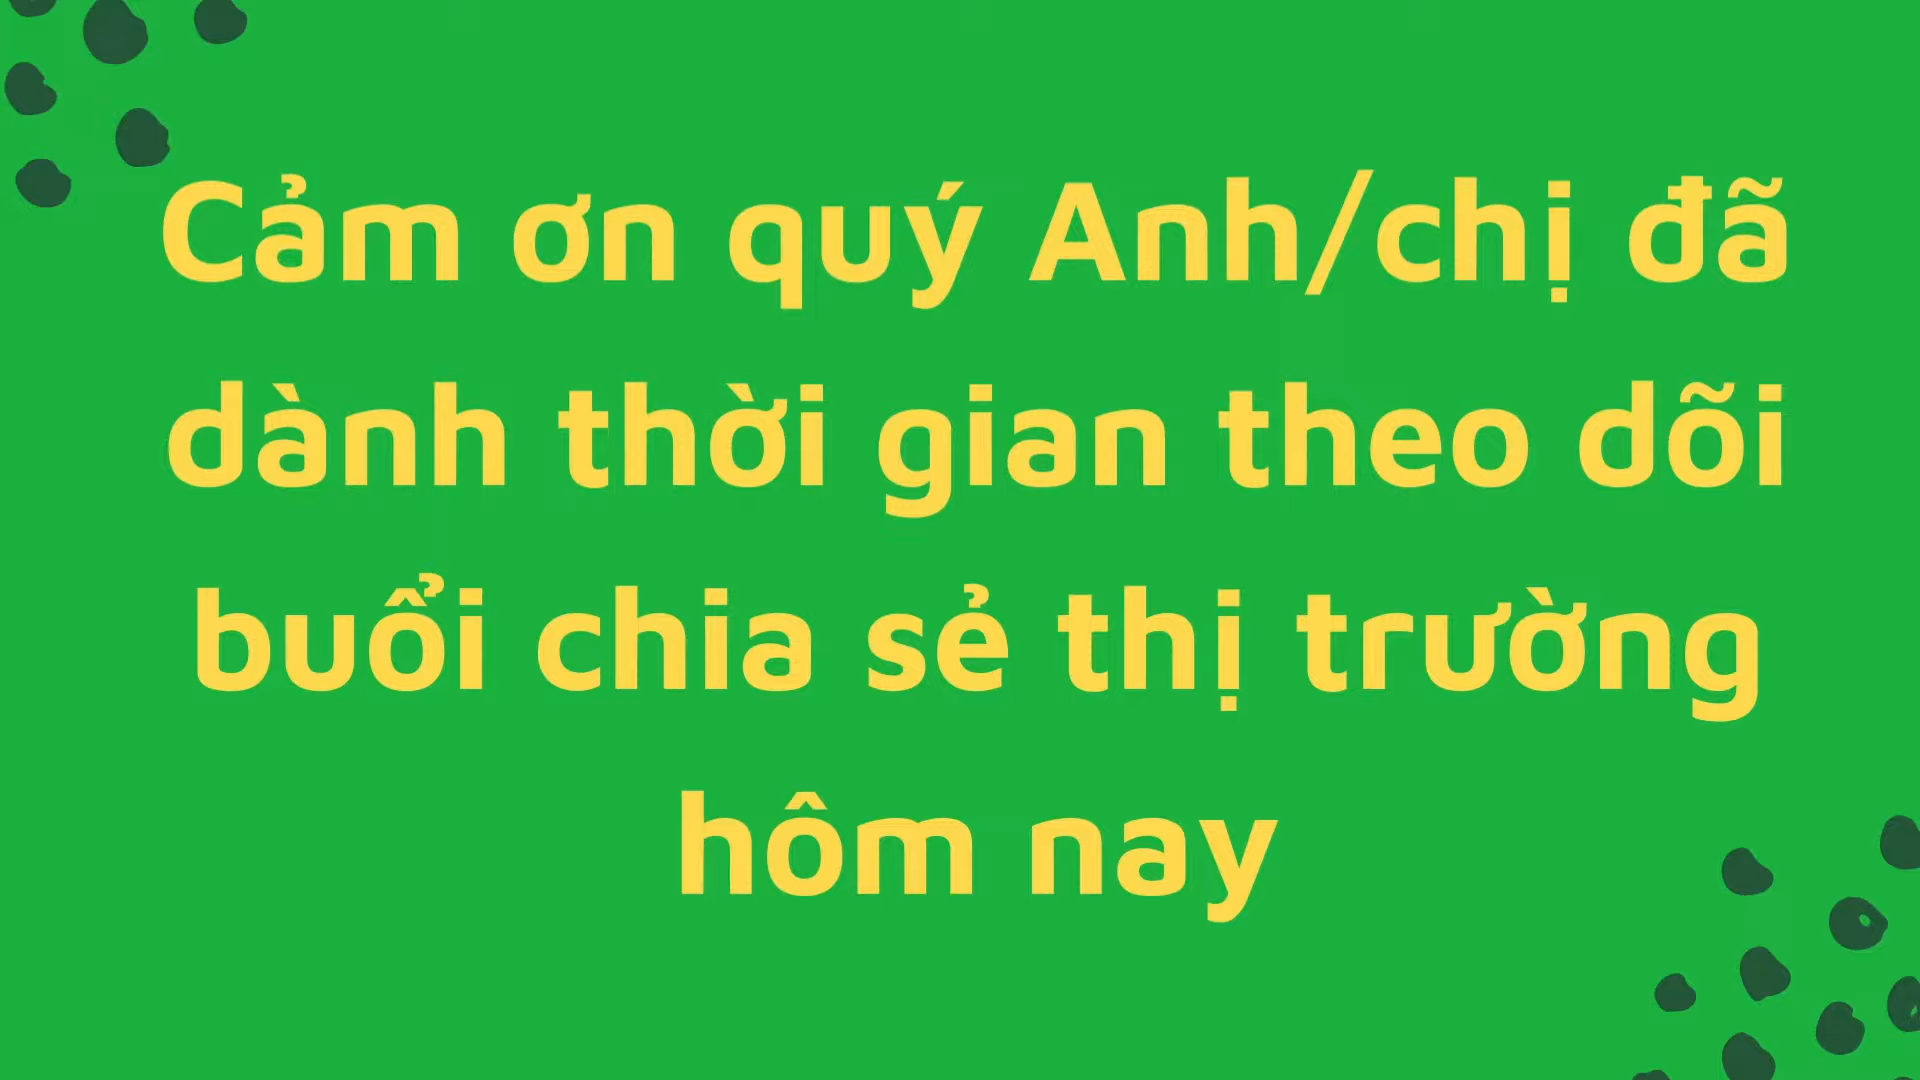 Cảm ơn quý Anh/chị đã
dành thời gian theo dõi
buổi chia sẻ thị trường
hôm nay